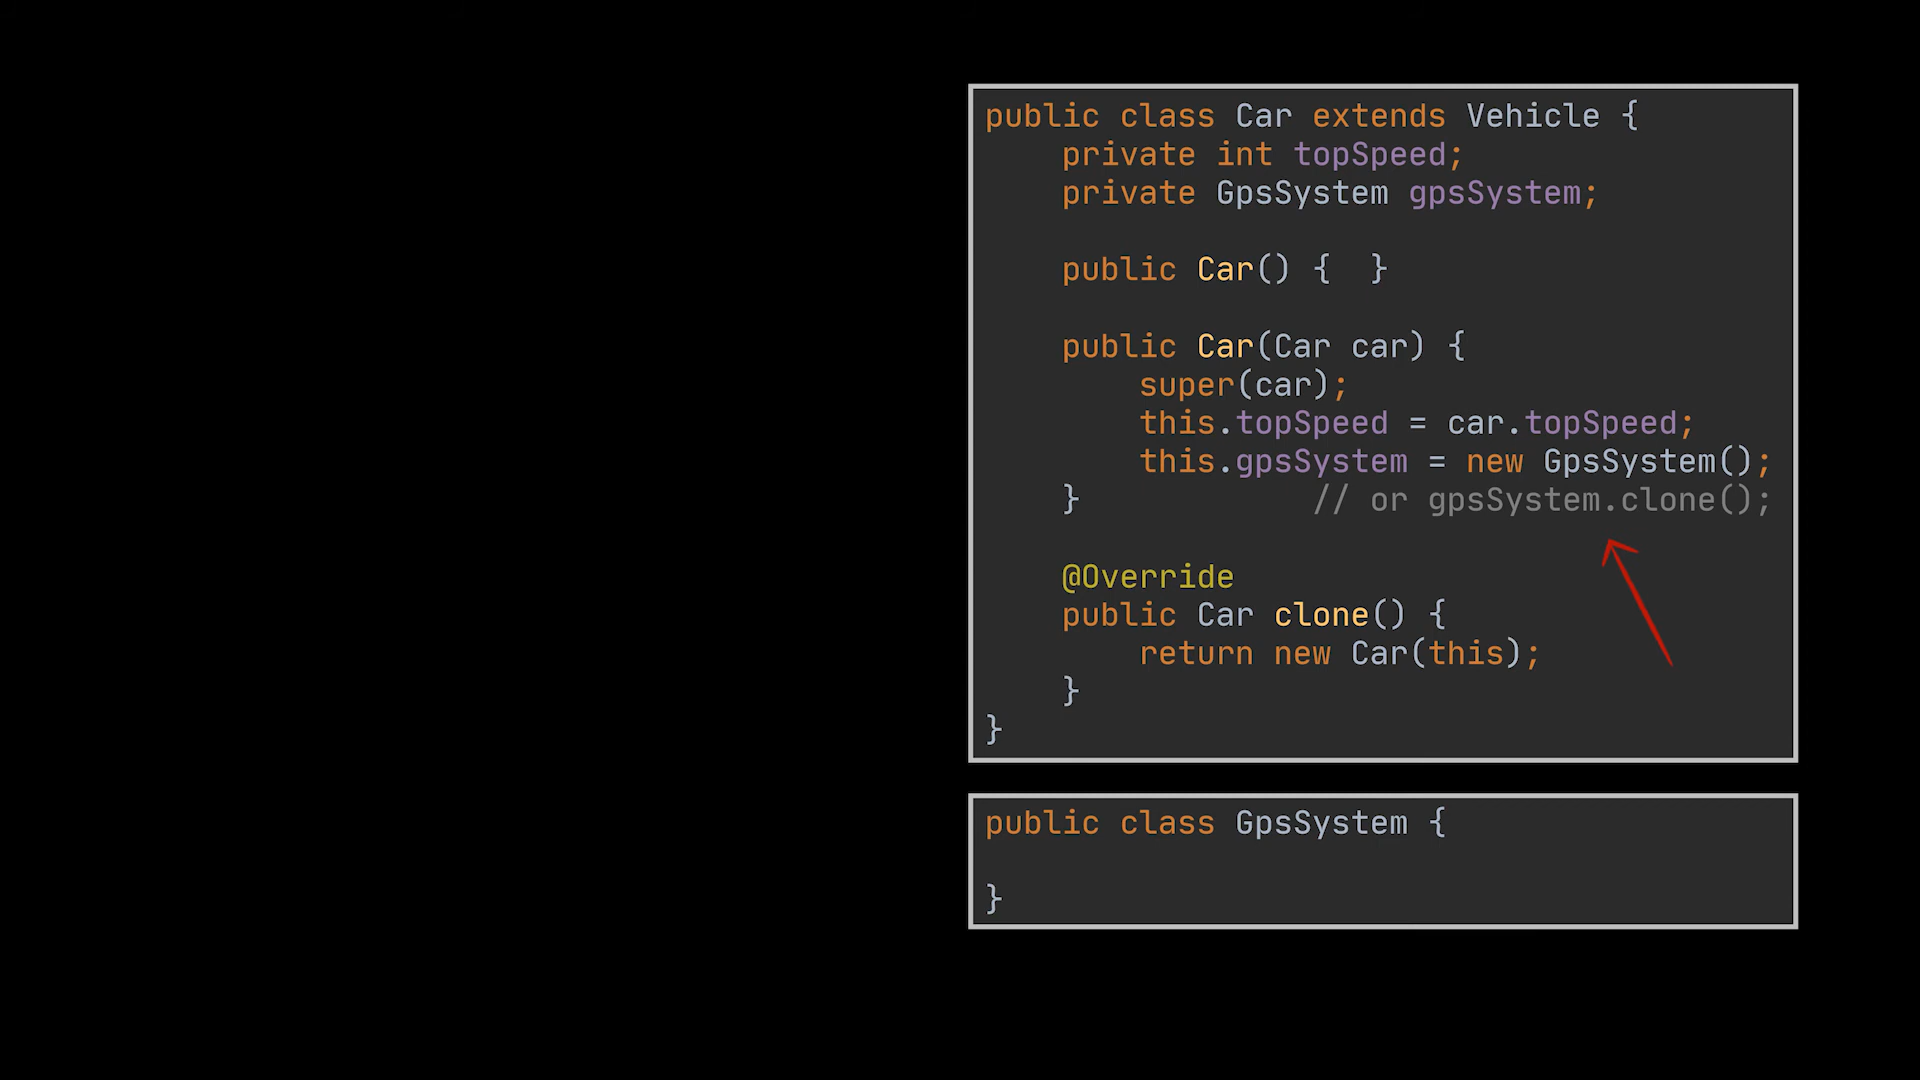 public class Car extends Vehicle {
    private int topSpeed;
    private GpsSystem gpsSystem;
    public Car() {  }
    public Car(Car car) {
        super(car);
        this.topSpeed = car.topSpeed;
        this.gpsSystem = new GpsSystem();
    }            // or gpsSystem.clone();
    @Override
    public Car clone() {
        return new Car(this);
    }
}
public class GpsSystem {
}